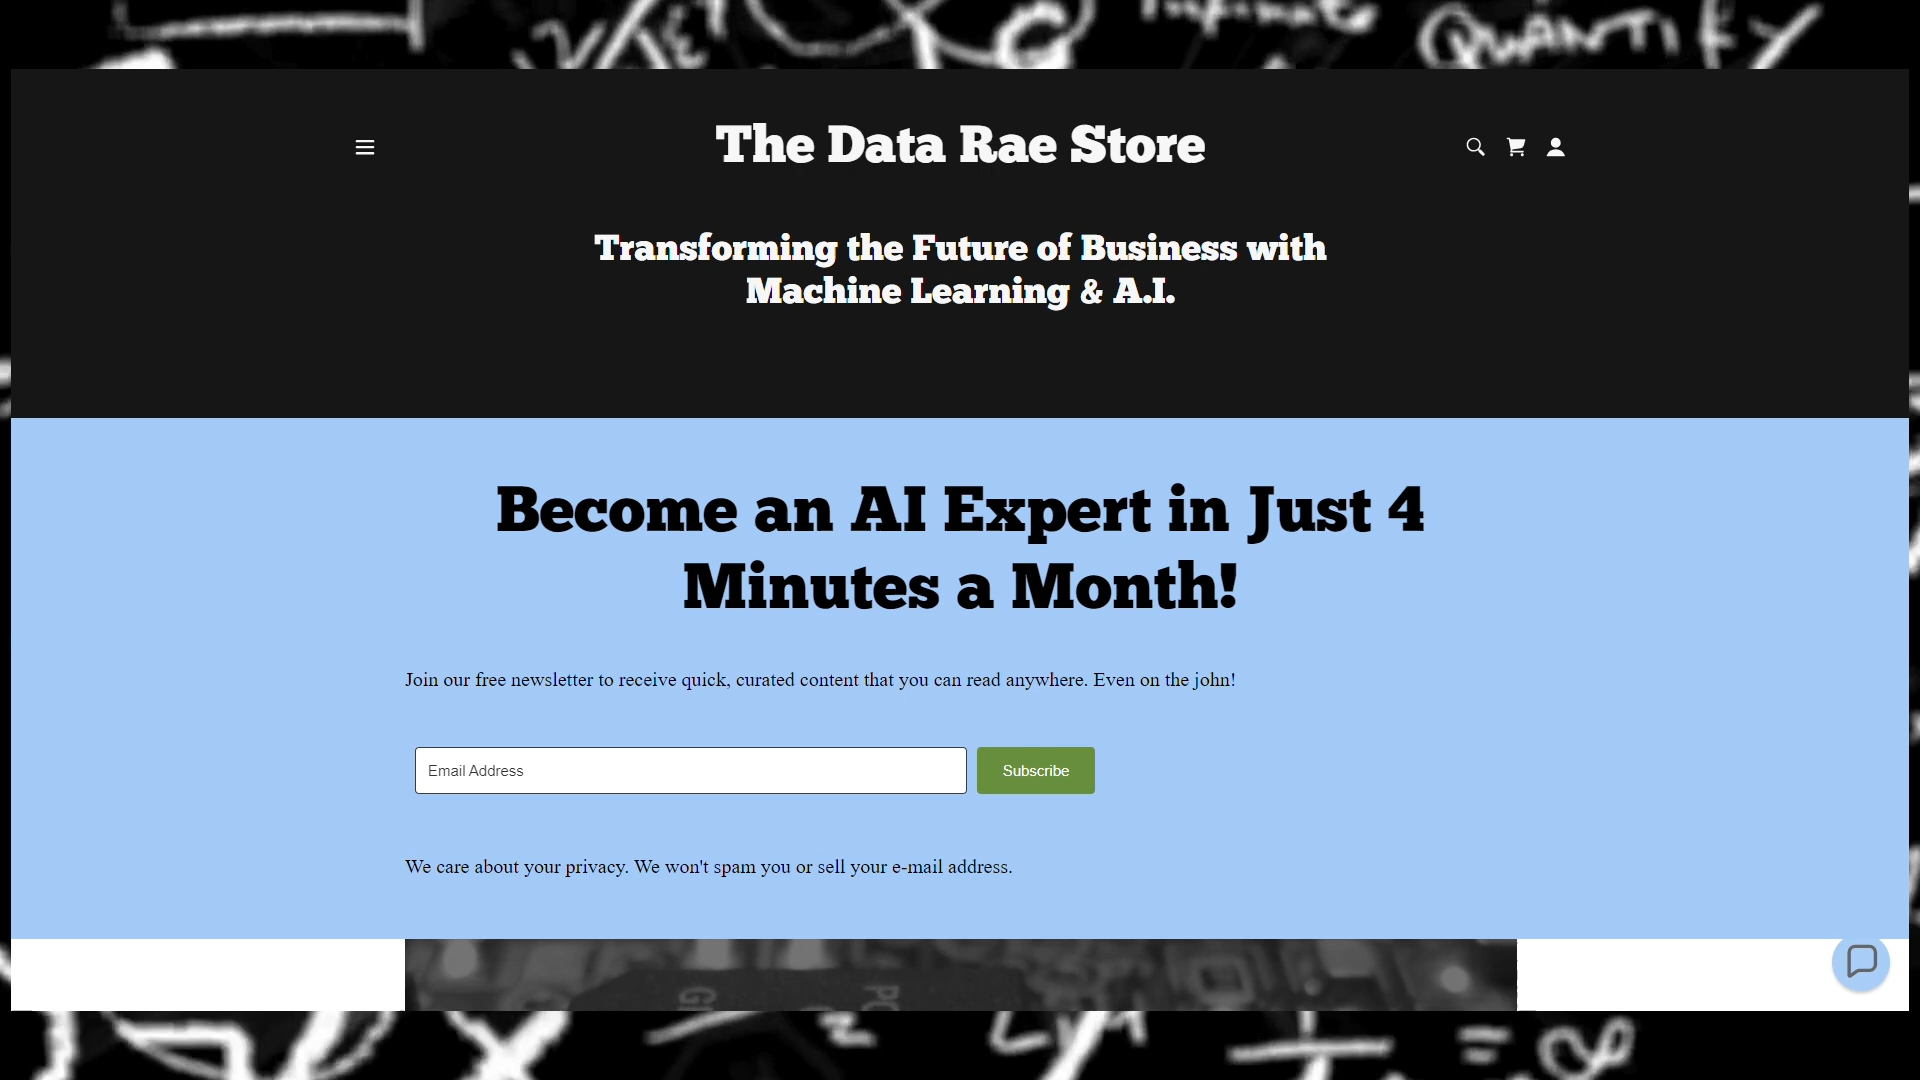 Infinite QUANTIFY
The Data Rae Store
Transforming the Future of Business with
Machine Learning & A.I.
Become an AI Expert in Just 4
Minutes a Month!
Join our free newsletter to receive quick, curated content that you can read anywhere. Even on the john!
Email Address Subscribe
We care about your privacy. We won't spam you or sell your e-mail address.